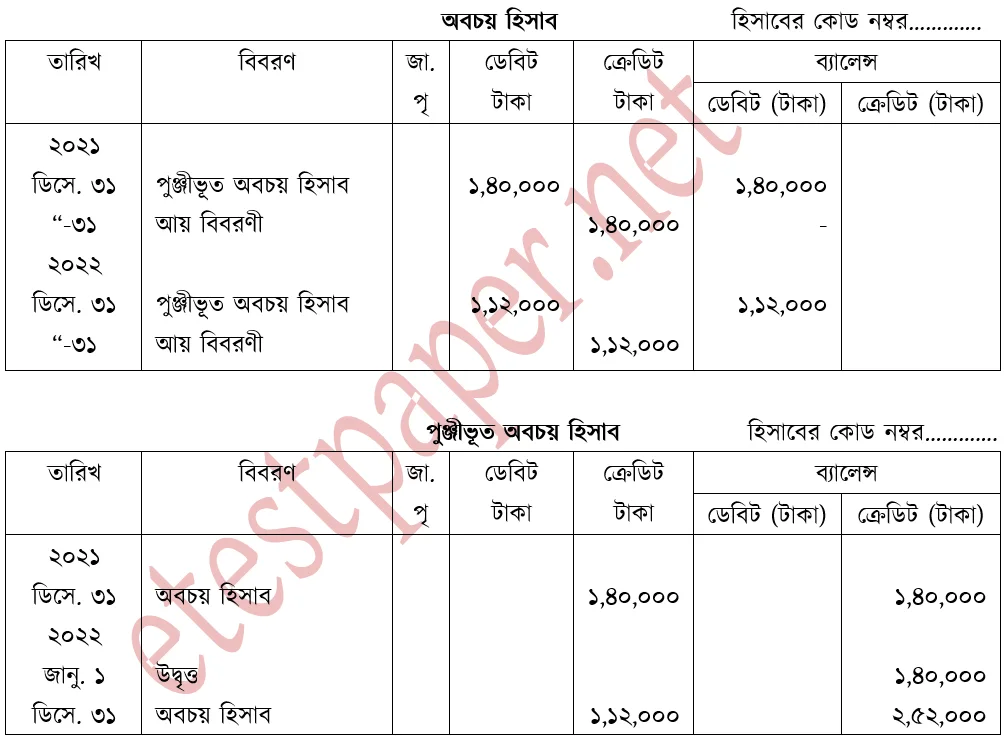 অবচয় হিসাব হিসাবের কোড নম্বর.............
তারিখ বিবরণ জা. ডেবিট ক্রেডিট ব্যালেন্স
পৃ টাকা টাকা ডেবিট (টাকা) ক্রেডিট (টাকা)
২০২১
ডিসে. ৩১ পুঞ্জীভূত অবচয় হিসাব ১,৪০,০০০ ১,৪০,০০০
“-৩১ আয় বিবরণী ১,৪০,০০০ -
২০২২
ডিসে. ৩১ পুঞ্জীভূত অবচয় হিসাব ১,১২,০০০ ১,১২,০০০
“-৩১ আয় বিবরণী ১,১২,০০০
পুঞ্জীভূত অবচয় হিসাব হিসাবের কোড নম্বর.............
তারিখ বিবরণ জা. ডেবিট ক্রেডিট ব্যালেন্স
পৃ টাকা টাকা ডেবিট (টাকা) ক্রেডিট (টাকা)
২০২১
ডিসে. ৩১ অবচয় হিসাব ১,৪০,০০০ ১,৪০,০০০
২০২২
জানু. ১ উদ্বৃত্ত ১,৪০,০০০
ডিসে. ৩১ অবচয় হিসাব ১,১২,০০০ ২,৫২,০০০
etestpaper.net